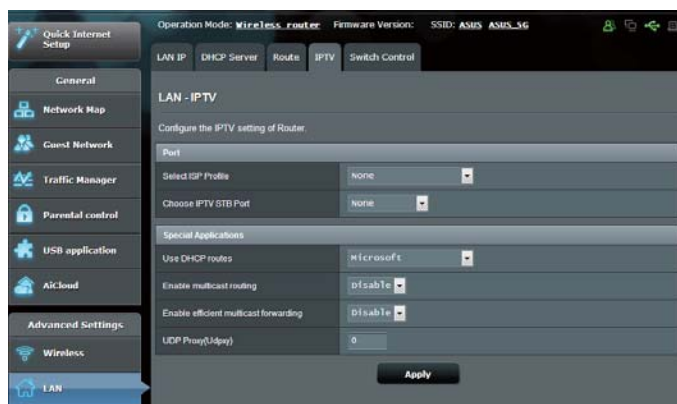 Quick Internet Setup
Operation Mode: Wireless router Firmware Version: SSID: ASUS ASUS_5G
LAN IP DHCP Server Route IPTV Switch Control
General
Network Map
Guest Network
Traffic Manager
Parental control
USB application
AiCloud
Advanced Settings
Wireless
LAN
LAN - IPTV
Configure the IPTV setting of Router.
Port
Select ISP Profile None
Choose IPTV STB Port None
Special Applications
Use DHCP routes Microsoft
Enable multicast routing Disable
Enable efficient multicast forwarding Disable
UDP Proxy(Udpxy) 0
Apply